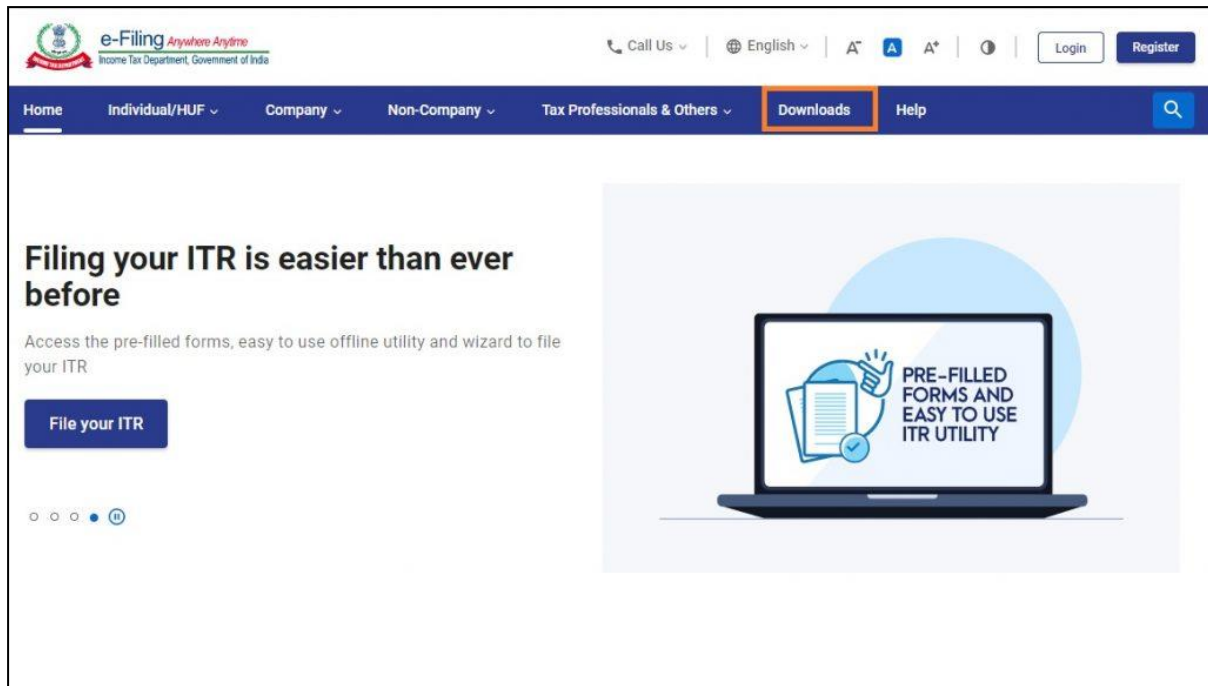 e-Filing Anywhere Anytime
Income Tax Department, Government of India
Call Us English A- A A+ Login Register
Home Individual/HUF Company Non-Company Tax Professionals & Others Downloads Help
Filing your ITR is easier than ever
before
Access the pre-filled forms, easy to use offline utility and wizard to file
your ITR
File your ITR
PRE-FILLED
FORMS AND
EASY TO USE
ITR UTILITY